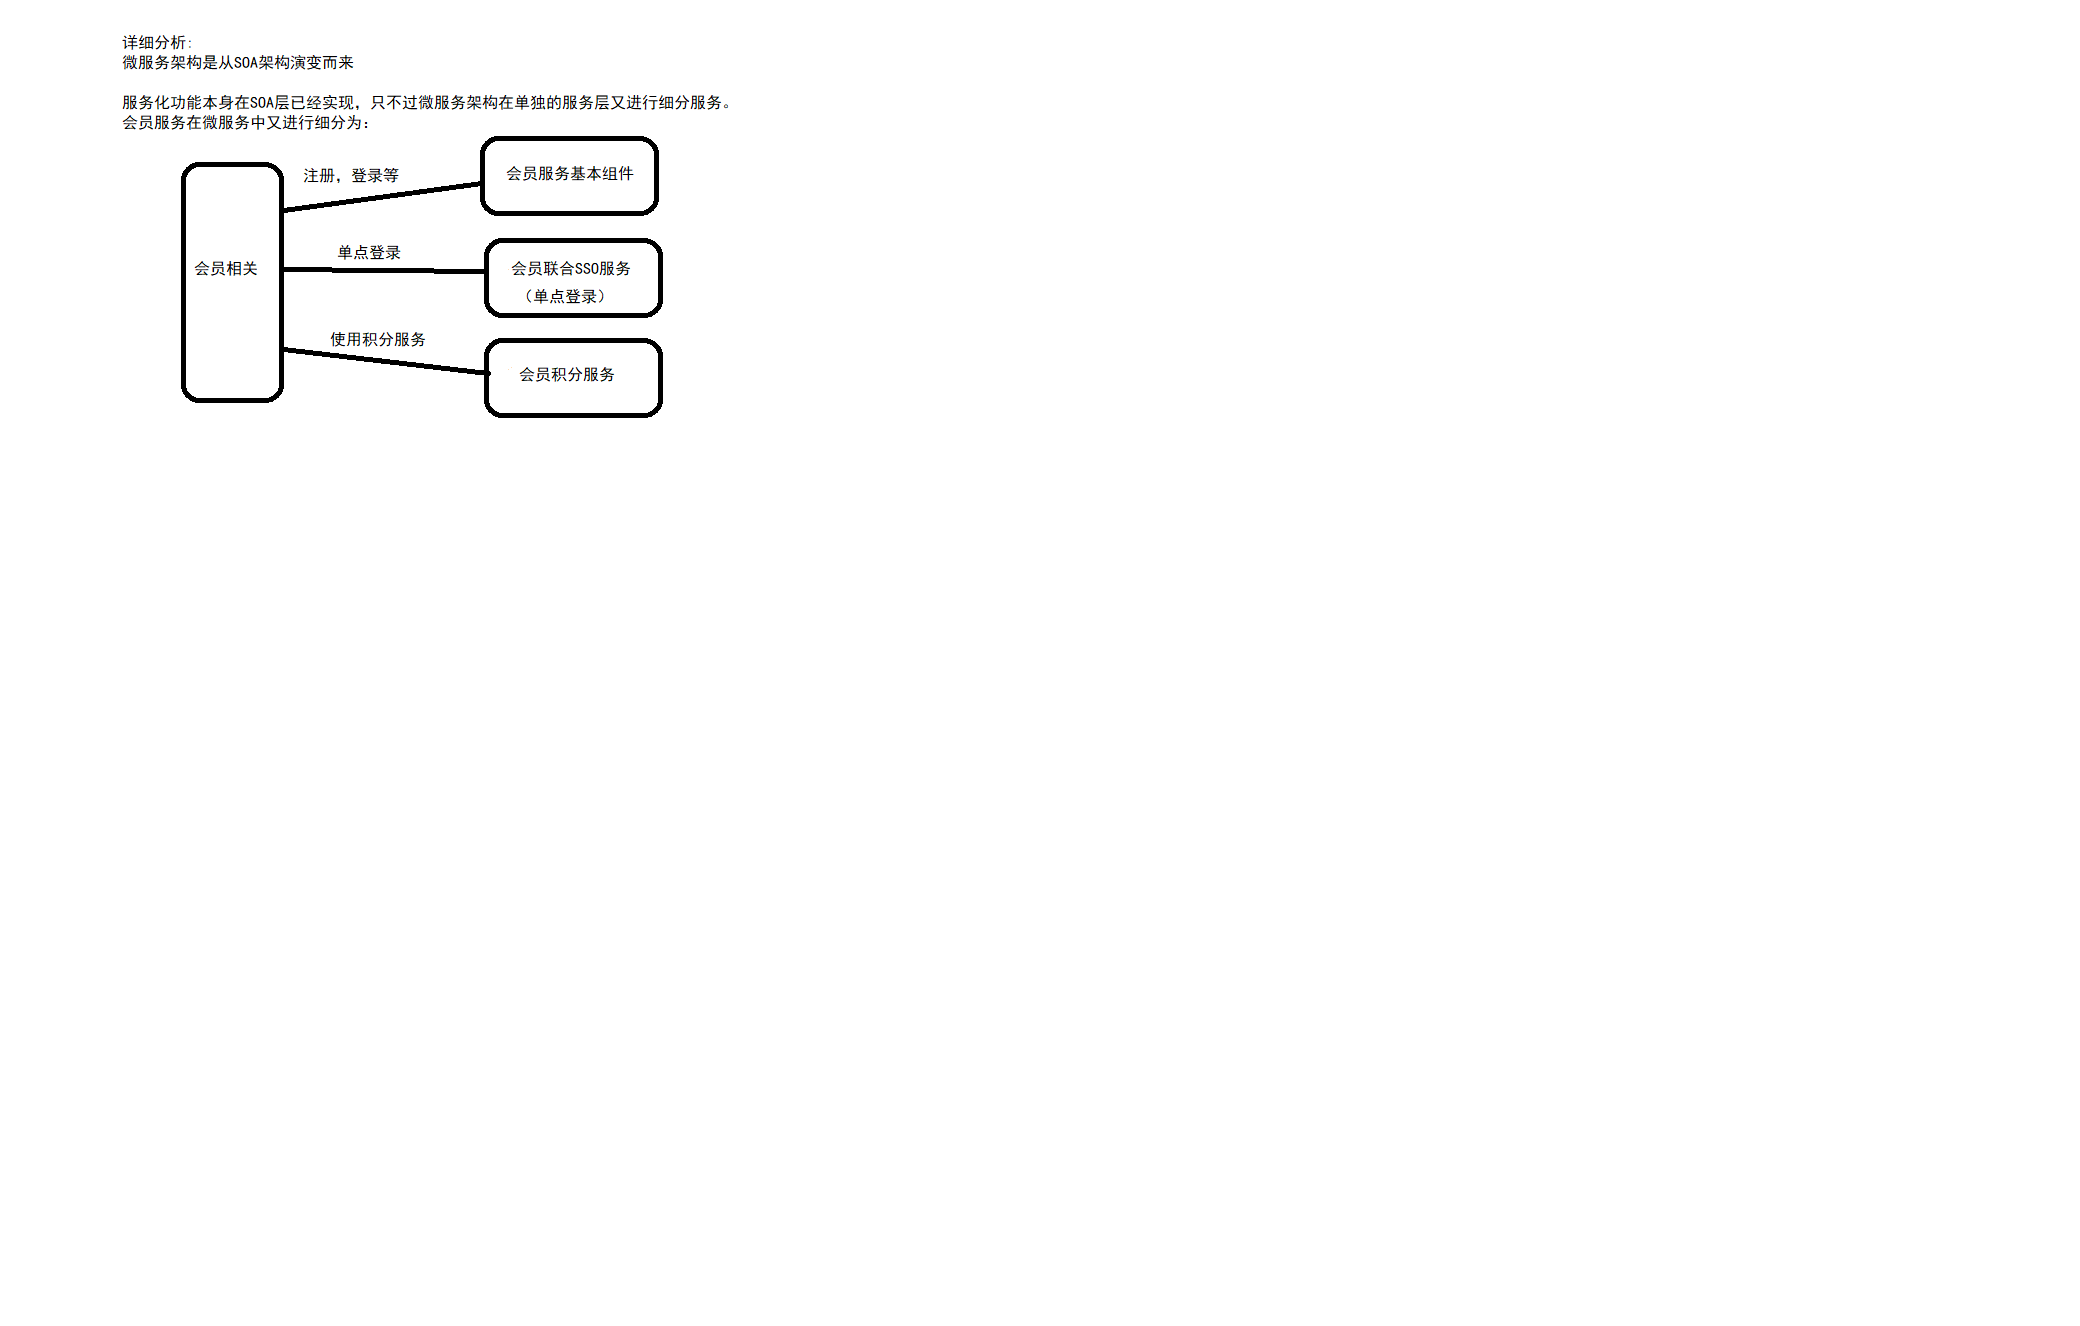 详细分析:
微服务架构是从SOA架构演变而来
服务化功能本身在SOA层已经实现，只不过微服务架构在单独的服务层又进行细分服务。
会员服务在微服务中又进行细分为：
注册，登录等
会员服务基本组件
单点登录
会员相关
会员联合SSO服务
（单点登录）
使用积分服务
会员积分服务